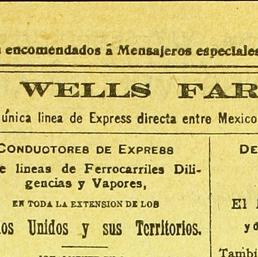 encomendados á Mensajeros especiales
WELLS FAR
única linea de Express directa entre Mexico
CONDUCTORES DE EXPRESS
lineas de Ferrocarriles Dili-
gencias y Vapores,
EN TODA LA EXTENSION DE LOS
os Unidos y sus Territorios.
DE
El
y d
Tambi